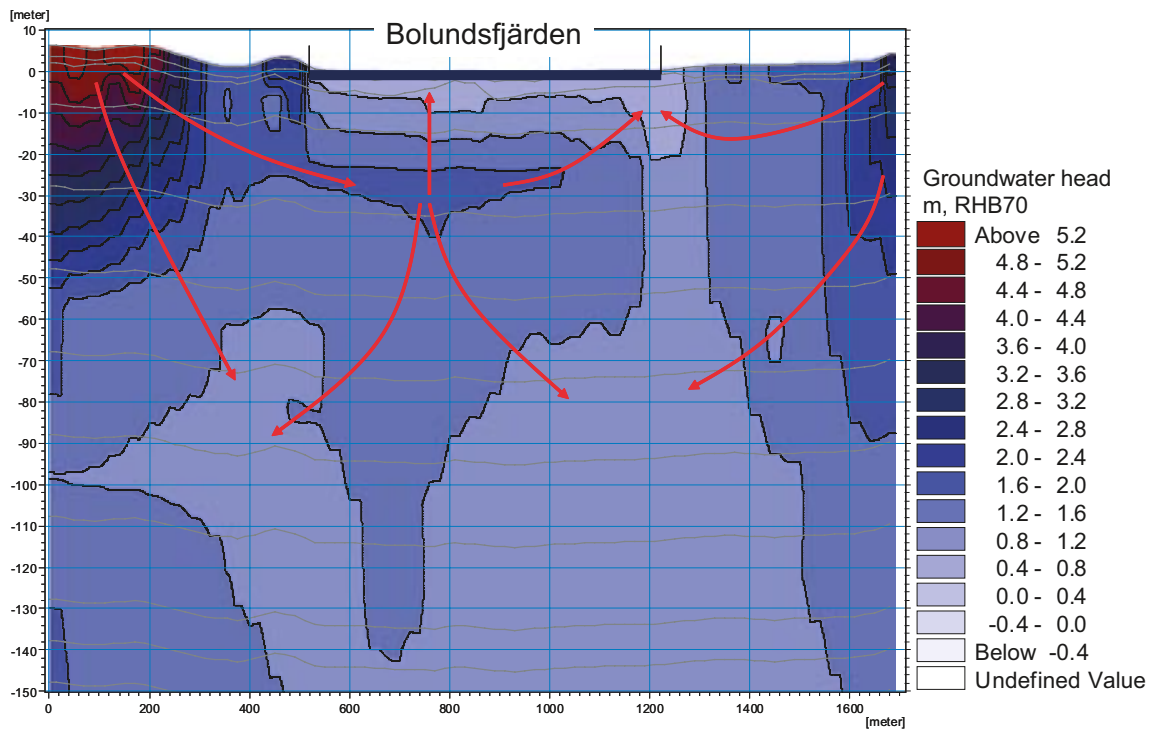 [meter]
Bolundsfjärden
10
0
-10
-20
-30
-40
-50
-60
-70
-80
-90
-100
-110
-120
-130
-140
-150
0 200 400 600 800 1000 1200 1400 1600
[meter]
Groundwater head
m, RHB70
Above 5.2
4.8 - 5.2
4.4 - 4.8
4.0 - 4.4
3.6 - 4.0
3.2 - 3.6
2.8 - 3.2
2.4 - 2.8
2.0 - 2.4
1.6 - 2.0
1.2 - 1.6
0.8 - 1.2
0.4 - 0.8
0.0 - 0.4
-0.4 - 0.0
Below -0.4
Undefined Value